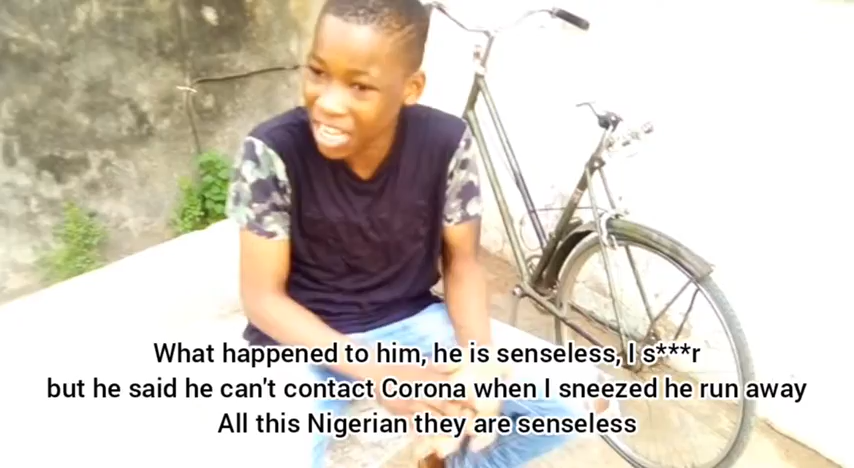 What happened to him, he is senseless, I s***r
but he said he can't contact Corona when I sneezed he run away
All this Nigerian they are senseless